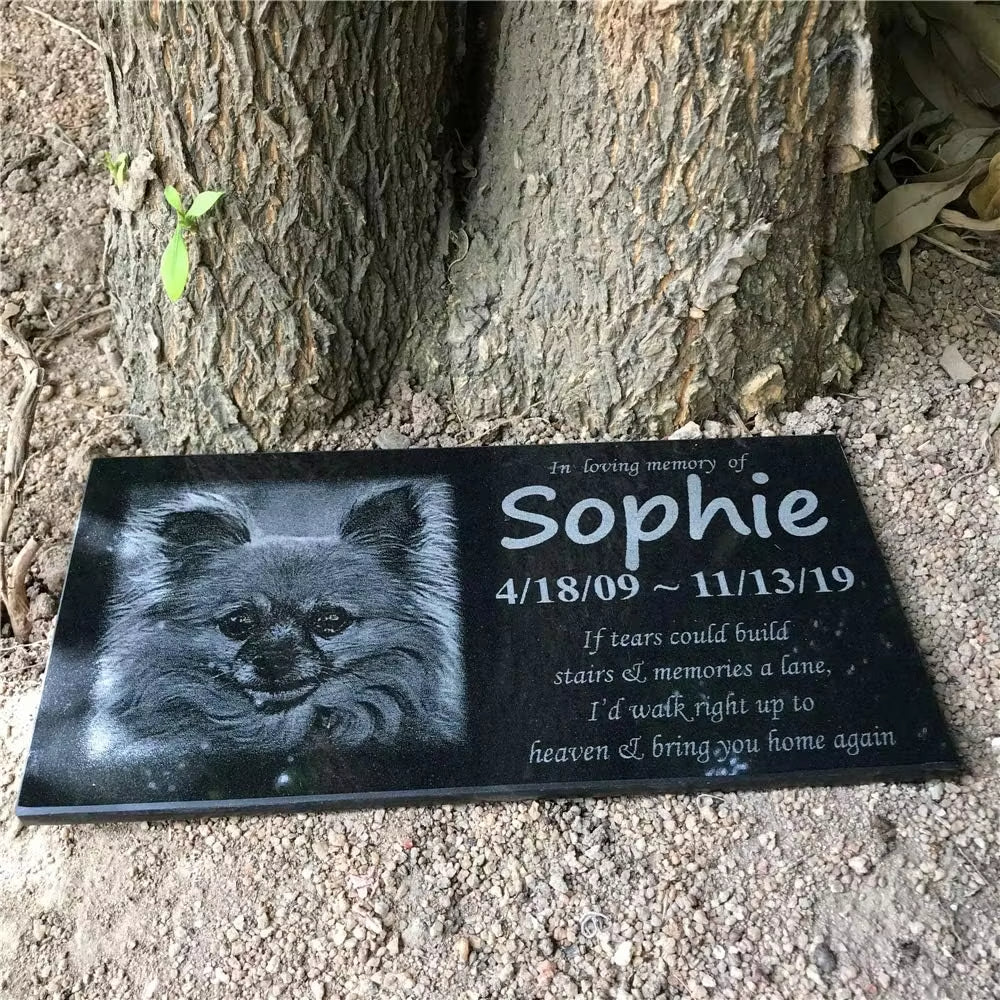 In loving memory of
Sophie
4/18/09 ~ 11/13/19
If tears could build
stairs & memories a lane,
I'd walk right up to
heaven & bring you home again